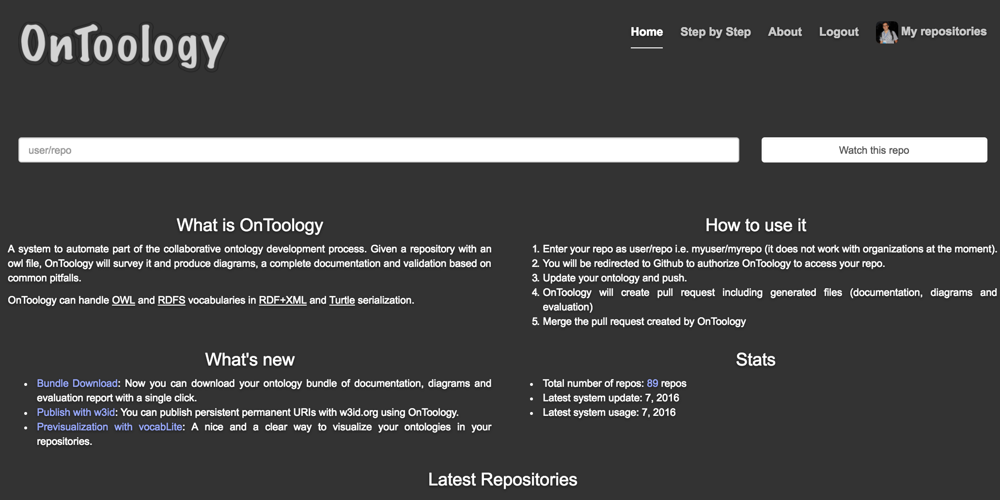 OnToology
Home Step by Step About Logout My repositories
user/repo
Watch this repo
What is OnToology
A system to automate part of the collaborative ontology development process. Given a repository with an
owl file, OnToology will survey it and produce diagrams, a complete documentation and validation based on
common pitfalls.
OnToology can handle OWL and RDFS vocabularies in RDF+XML and Turtle serialization.
How to use it
1. Enter your repo as user/repo i.e. myuser/myrepo (it does not work with organizations at the moment).
2. You will be redirected to Github to authorize OnToology to access your repo.
3. Update your ontology and push.
4. OnToology will create pull request including generated files (documentation, diagrams and
evaluation)
5. Merge the pull request created by OnToology
What's new
• Bundle Download: Now you can download your ontology bundle of documentation, diagrams and
evaluation report with a single click.
• Publish with w3id: You can publish persistent permanent URIs with w3id.org using OnToology.
• Previsualization with vocabLite: A nice and a clear way to visualize your ontologies in your
repositories.
Stats
• Total number of repos: 89 repos
• Latest system update: 7, 2016
• Latest system usage: 7, 2016
Latest Repositories